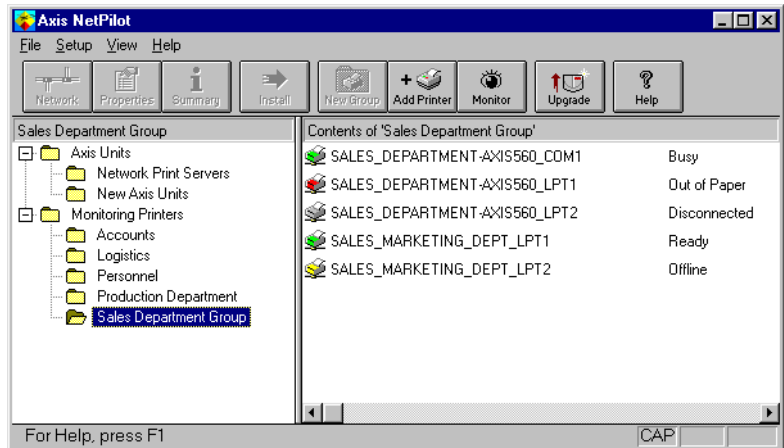 Axis NetPilot
File Setup View Help
Network Properties Summary Install New Group Add Printer Monitor Upgrade Help
Sales Department Group
Contents of 'Sales Department Group'
Axis Units
Network Print Servers
New Axis Units
Monitoring Printers
Accounts
Logistics
Personnel
Production Department
Sales Department Group
SALES_DEPARTMENT-AXIS560_COM1 Busy
SALES_DEPARTMENT-AXIS560_LPT1 Out of Paper
SALES_DEPARTMENT-AXIS560_LPT2 Disconnected
SALES_MARKETING_DEPT_LPT1 Ready
SALES_MARKETING_DEPT_LPT2 Offline
For Help, press F1
CAP